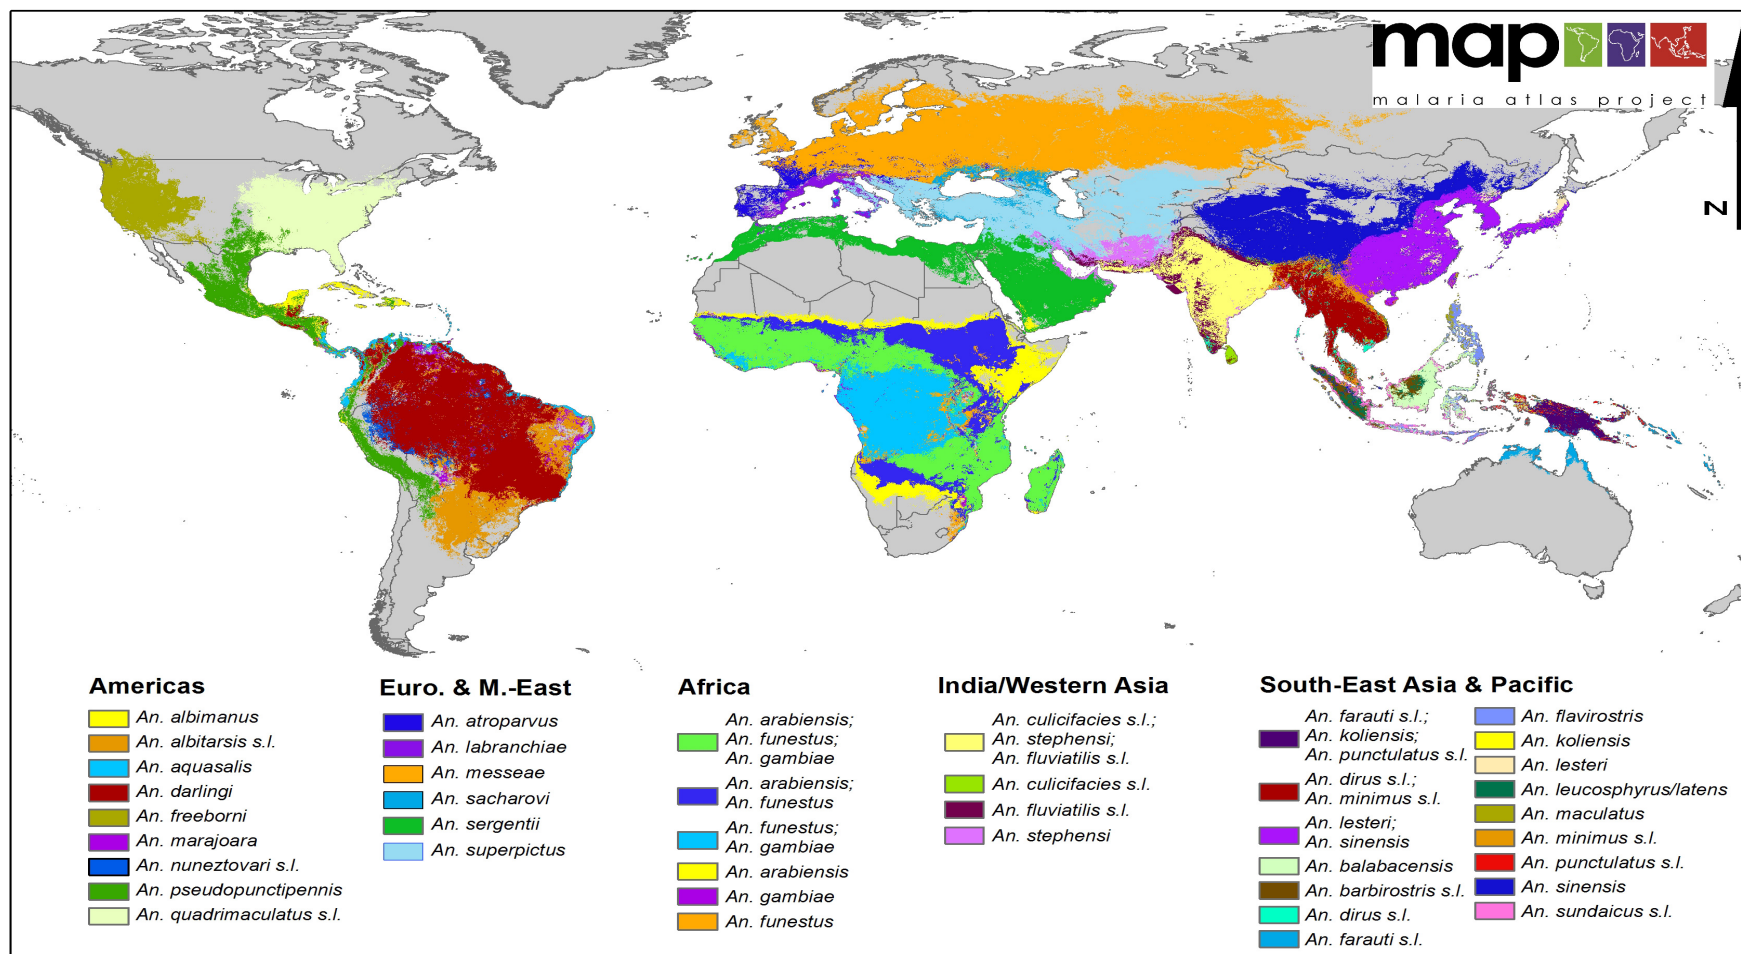 map
malaria atlas project
N
Americas
An. albimanus
An. albitarsis s.l.
An. aquasalis
An. darlingi
An. freeborni
An. marajoara
An. nuneztovari s.l.
An. pseudopunctipennis
An. quadrimaculatus s.l.
Euro. & M.-East
An. atroparvus
An. labranchiae
An. messeae
An. sacharovi
An. sergentii
An. superpictus
Africa
An. arabiensis;
An. funestus;
An. gambiae
An. arabiensis;
An. funestus
An. funestus;
An. gambiae
An. arabiensis
An. gambiae
An. funestus
India/Western Asia
An. culicifacies s.l.;
An. stephensi;
An. fluviatilis s.l.
An. culicifacies s.l.
An. fluviatilis s.l.
An. stephensi
South-East Asia & Pacific
An. farauti s.l.;
An. koliensis;
An. punctulatus s.l.
An. dirus s.l.;
An. minimus s.l.
An. lesteri;
An. sinensis
An. balabacensis
An. barbirostris s.l.
An. dirus s.l.
An. farauti s.l.
An. flavirostris
An. koliensis
An. lesteri
An. leucosphyrus/latens
An. maculatus
An. minimus s.l.
An. punctulatus s.l.
An. sinensis
An. sundaicus s.l.